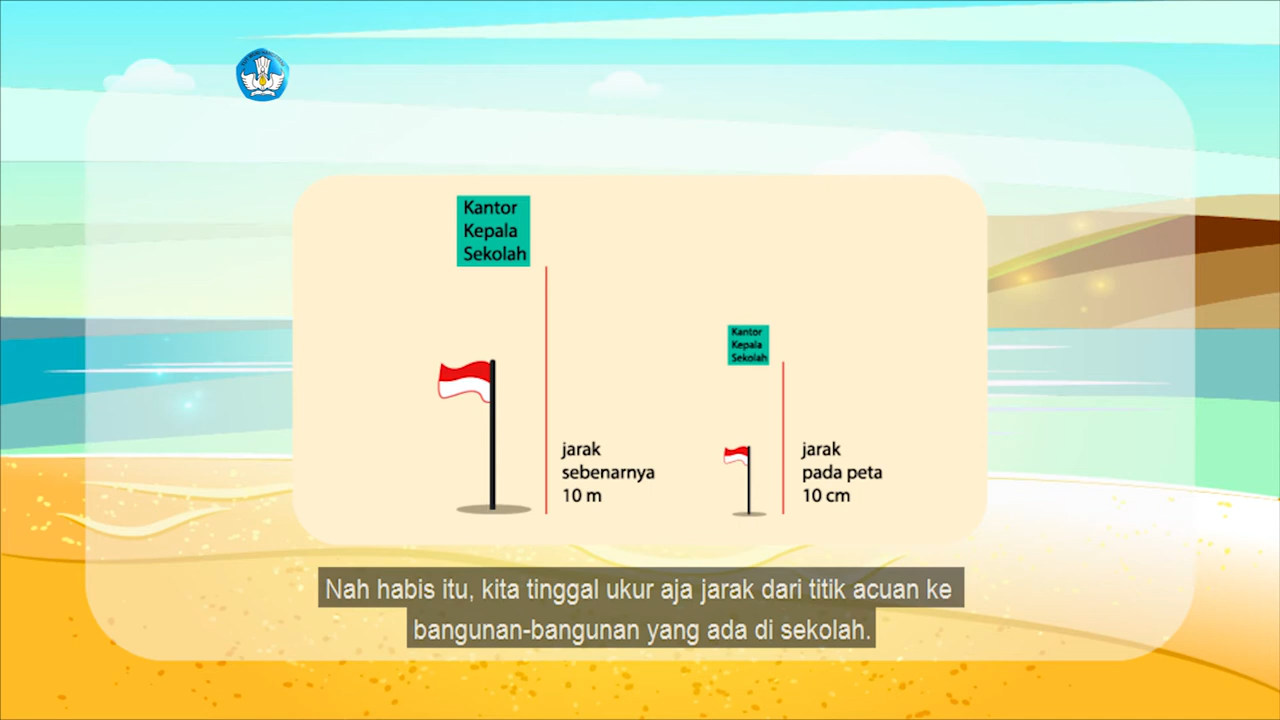 Kantor
Kepala
Sekolah
jarak
sebenarnya
10 m
Kantor
Kepala
Sekolah
jarak
pada peta
10 cm
Nah habis itu, kita tinggal ukur aja jarak dari titik acuan ke
bangunan-bangunan yang ada di sekolah.